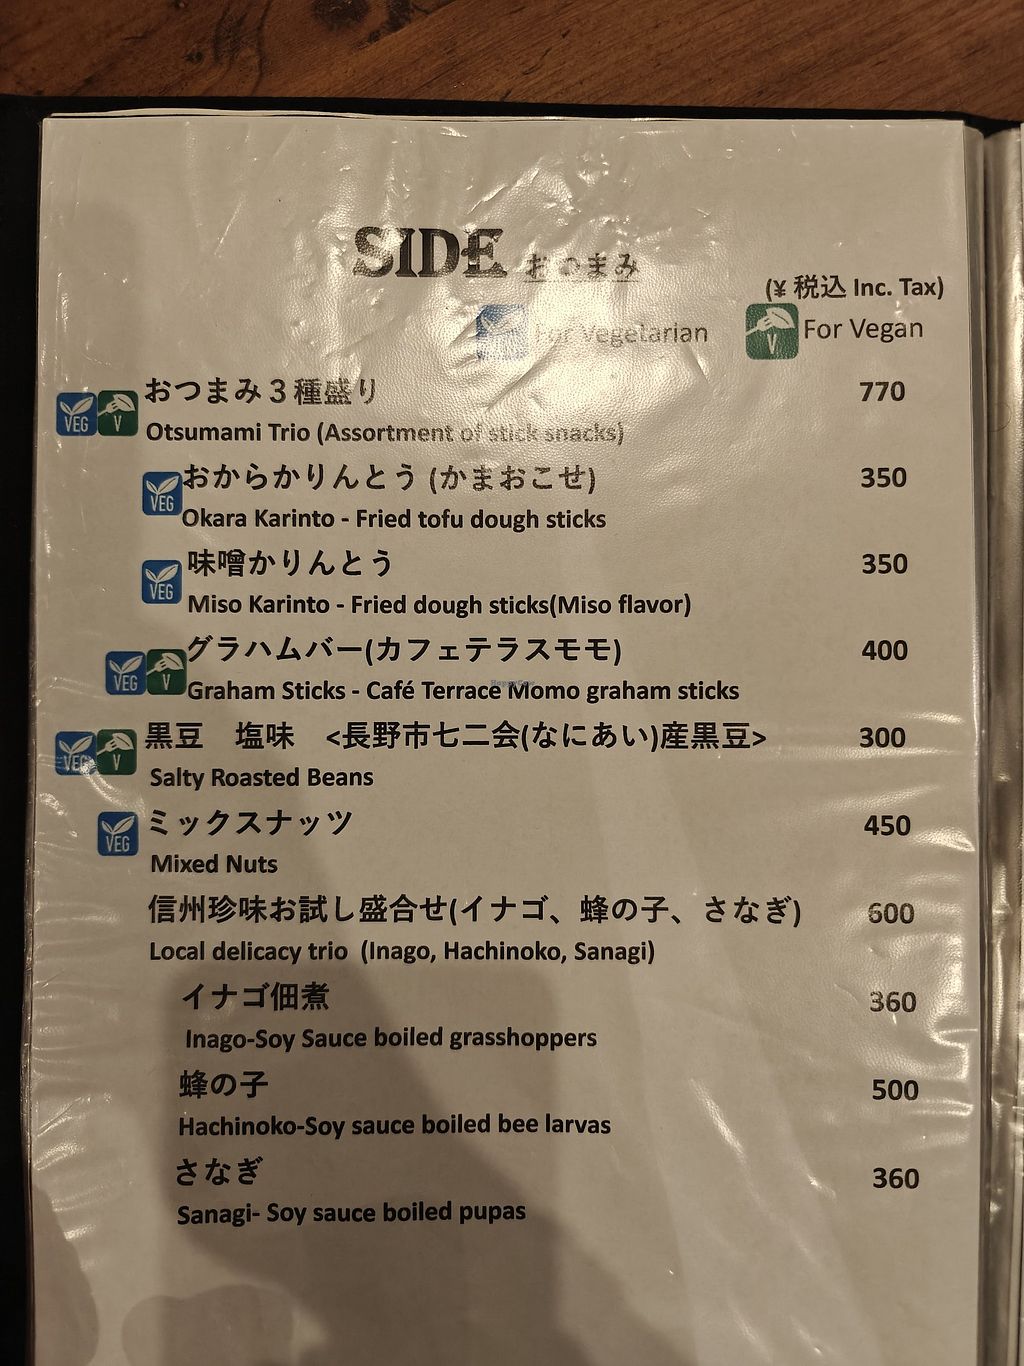 SIDE おつまみ
(¥ 税込 Inc. Tax)
For Vegetarian V For Vegan
おつまみ3種盛り 770
VEG V
Otsumami Trio (Assortment of stick snacks)
おからかりんとう (かまおこせ) 350
VEG
Okara Karinto - Fried tofu dough sticks
味噌かりんとう 350
VEG
Miso Karinto - Fried dough sticks(Miso flavor)
グラハムバー(カフェテラスモモ) 400
VEG V
Graham Sticks - Café Terrace Momo graham sticks
黒豆 塩味 <長野市七二会(なにあい)産黒豆> 300
VEG V
Salty Roasted Beans
ミックスナッツ 450
VEG
Mixed Nuts
信州珍味お試し盛合せ(イナゴ、蜂の子、さなぎ) 600
Local delicacy trio (Inago, Hachinoko, Sanagi)
イナゴ佃煮 360
Inago-Soy Sauce boiled grasshoppers
蜂の子 500
Hachinoko-Soy sauce boiled bee larvas
さなぎ 360
Sanagi- Soy sauce boiled pupas